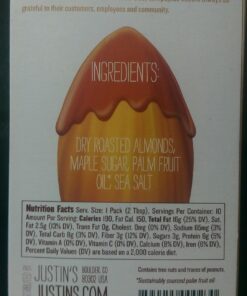 grateful to their customers, employees and community.
INGREDIENTS:
DRY ROASTED ALMONDS,
MAPLE SUGAR, PALM FRUIT
OIL,* SEA SALT
Nutrition Facts Serv. Size: 1 Pack (2 Tbsp), Servings Per Container: 10
Amount Per Serving: Calories 190, Fat Cal. 150, Total Fat 16g (25% DV), Sat.
Fat 2.5g (13% DV), Trans Fat 0g, Cholest. 0mg (0% DV), Sodium 65mg (3%
DV), Total Carb 8g (3% DV), Fiber 3g (12% DV), Sugars 3g, Protein 6g (5%
DV), Vitamin A (0% DV), Vitamin C (0% DV), Calcium (8% DV), Iron (6% DV).
Percent Daily Values (DV) are based on a 2,000 calorie diet.
JUSTIN'S BOULDER, CO
80302 USA
JUSTINS.COM
Contains tree nuts and traces of peanuts.
*Sustainably sourced palm fruit oil